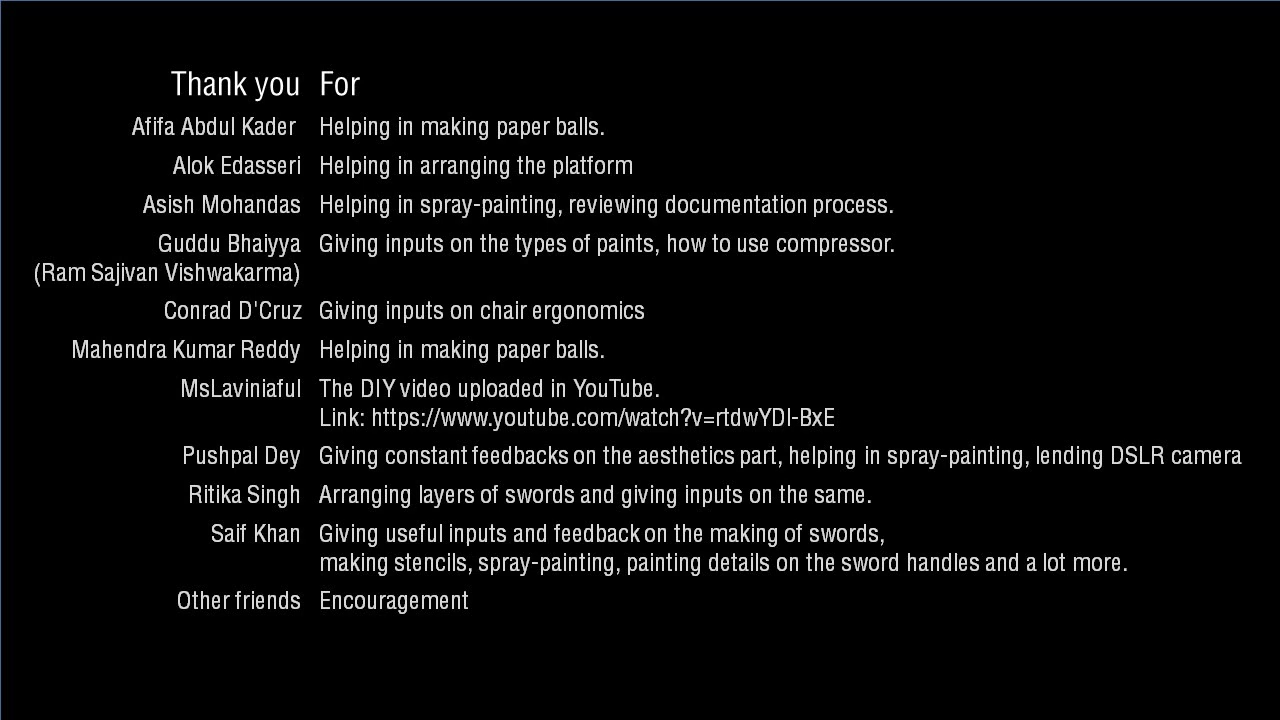 Thank you For
Afifa Abdul Kader Helping in making paper balls.
Alok Edasseri Helping in arranging the platform
Asish Mohandas Helping in spray-painting, reviewing documentation process.
Guddu Bhaiyya Giving inputs on the types of paints, how to use compressor.
(Ram Sajivan Vishwakarma)
Conrad D'Cruz Giving inputs on chair ergonomics
Mahendra Kumar Reddy Helping in making paper balls.
MsLaviniaful The DIY video uploaded in YouTube.
Link: https://www.youtube.com/watch?v=rtdwYDI-BxE
Pushpal Dey Giving constant feedbacks on the aesthetics part, helping in spray-painting, lending DSLR camera
Ritika Singh Arranging layers of swords and giving inputs on the same.
Saif Khan Giving useful inputs and feedback on the making of swords,
making stencils, spray-painting, painting details on the sword handles and a lot more.
Other friends Encouragement